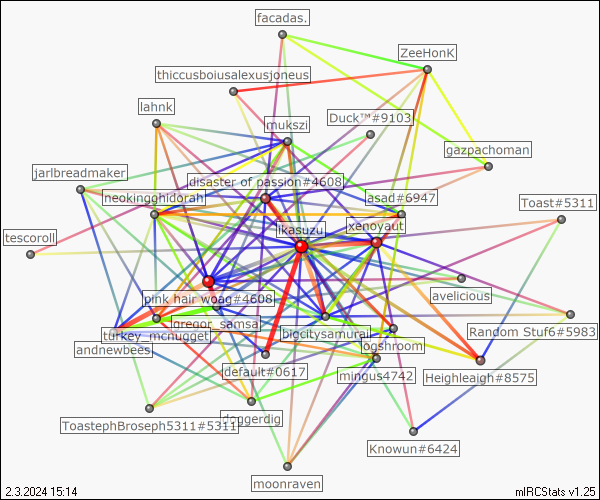 facadas.
ZeeHonK
thiccusboiusalexusjoneus
lahnk
Duck™#9103
mukszi
gazpachoman
jarlbreadmaker
disaster of passion#4608
neokingghidorah
asad#6947
Toast#5311
ikasuzu
xenoyaut
tescoroll
pink hair woag#4608
avelicious
gregor_samsa
turkey_mcnugget
bigcitysamurai
Random Stuf6#5983
andnewbees
ogshroom
default#0617
mingus4742
Heighleaigh#8575
ToastephBroseph5311#5311
doggerdig
Knowun#6424
moonraven
2.3.2024 15:14
mIRCStats v1.25